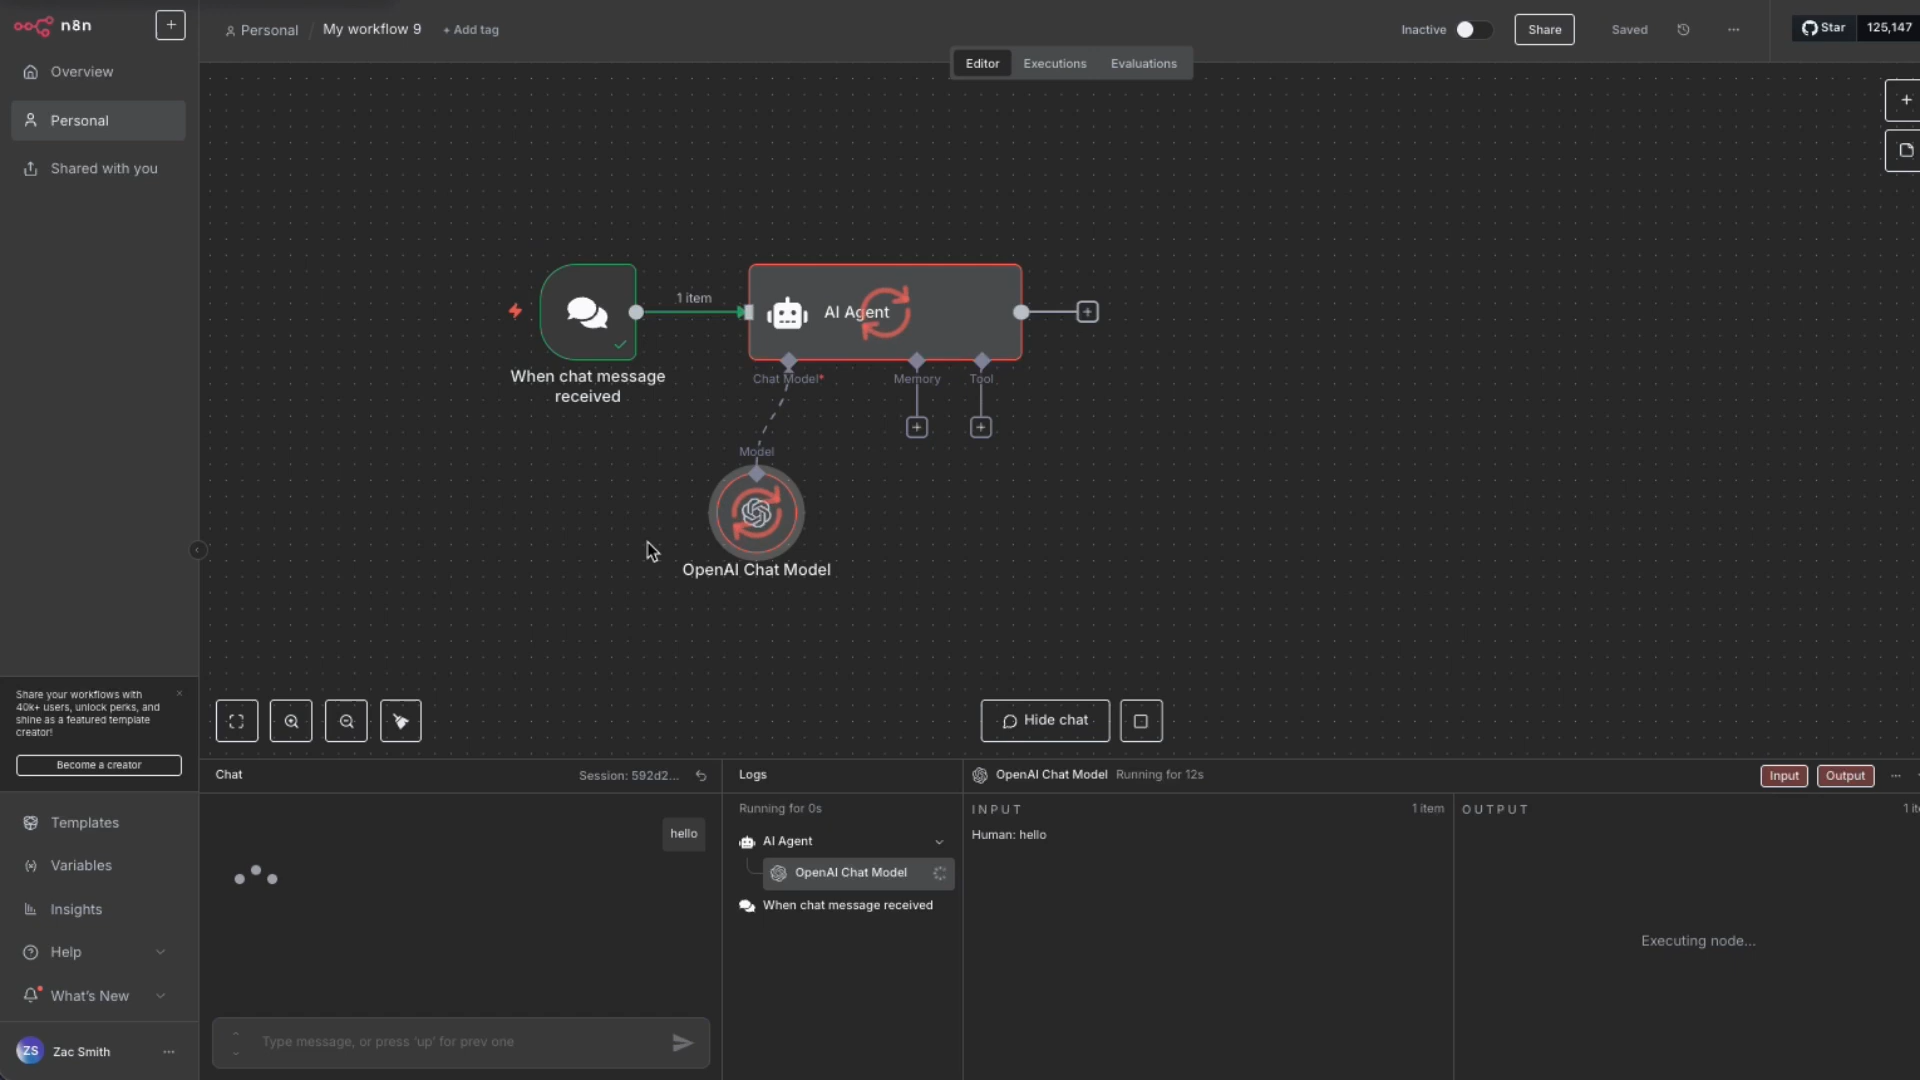 n8n
Personal / My workflow 9 + Add tag
Inactive
Share
Saved
Star
125,147
Editor
Executions
Evaluations
Overview
Personal
Shared with you
1 item
AI Agent
When chat message
received
Chat Model*
Memory
Tool
Model
OpenAI Chat Model
Share your workflows with
40k+ users, unlock perks, and
shine as a featured template
creator!
Become a creator
Templates
Variables
Insights
Help
What's New
ZS
Zac Smith
Hide chat
Chat
Session: 592d2...
hello
Type message, or press 'up' for prev one
Logs
Running for 0s
AI Agent
OpenAI Chat Model
When chat message received
OpenAI Chat Model Running for 12s
Input
Output
INPUT
1 item
Human: hello
OUTPUT
1 it
Executing node...